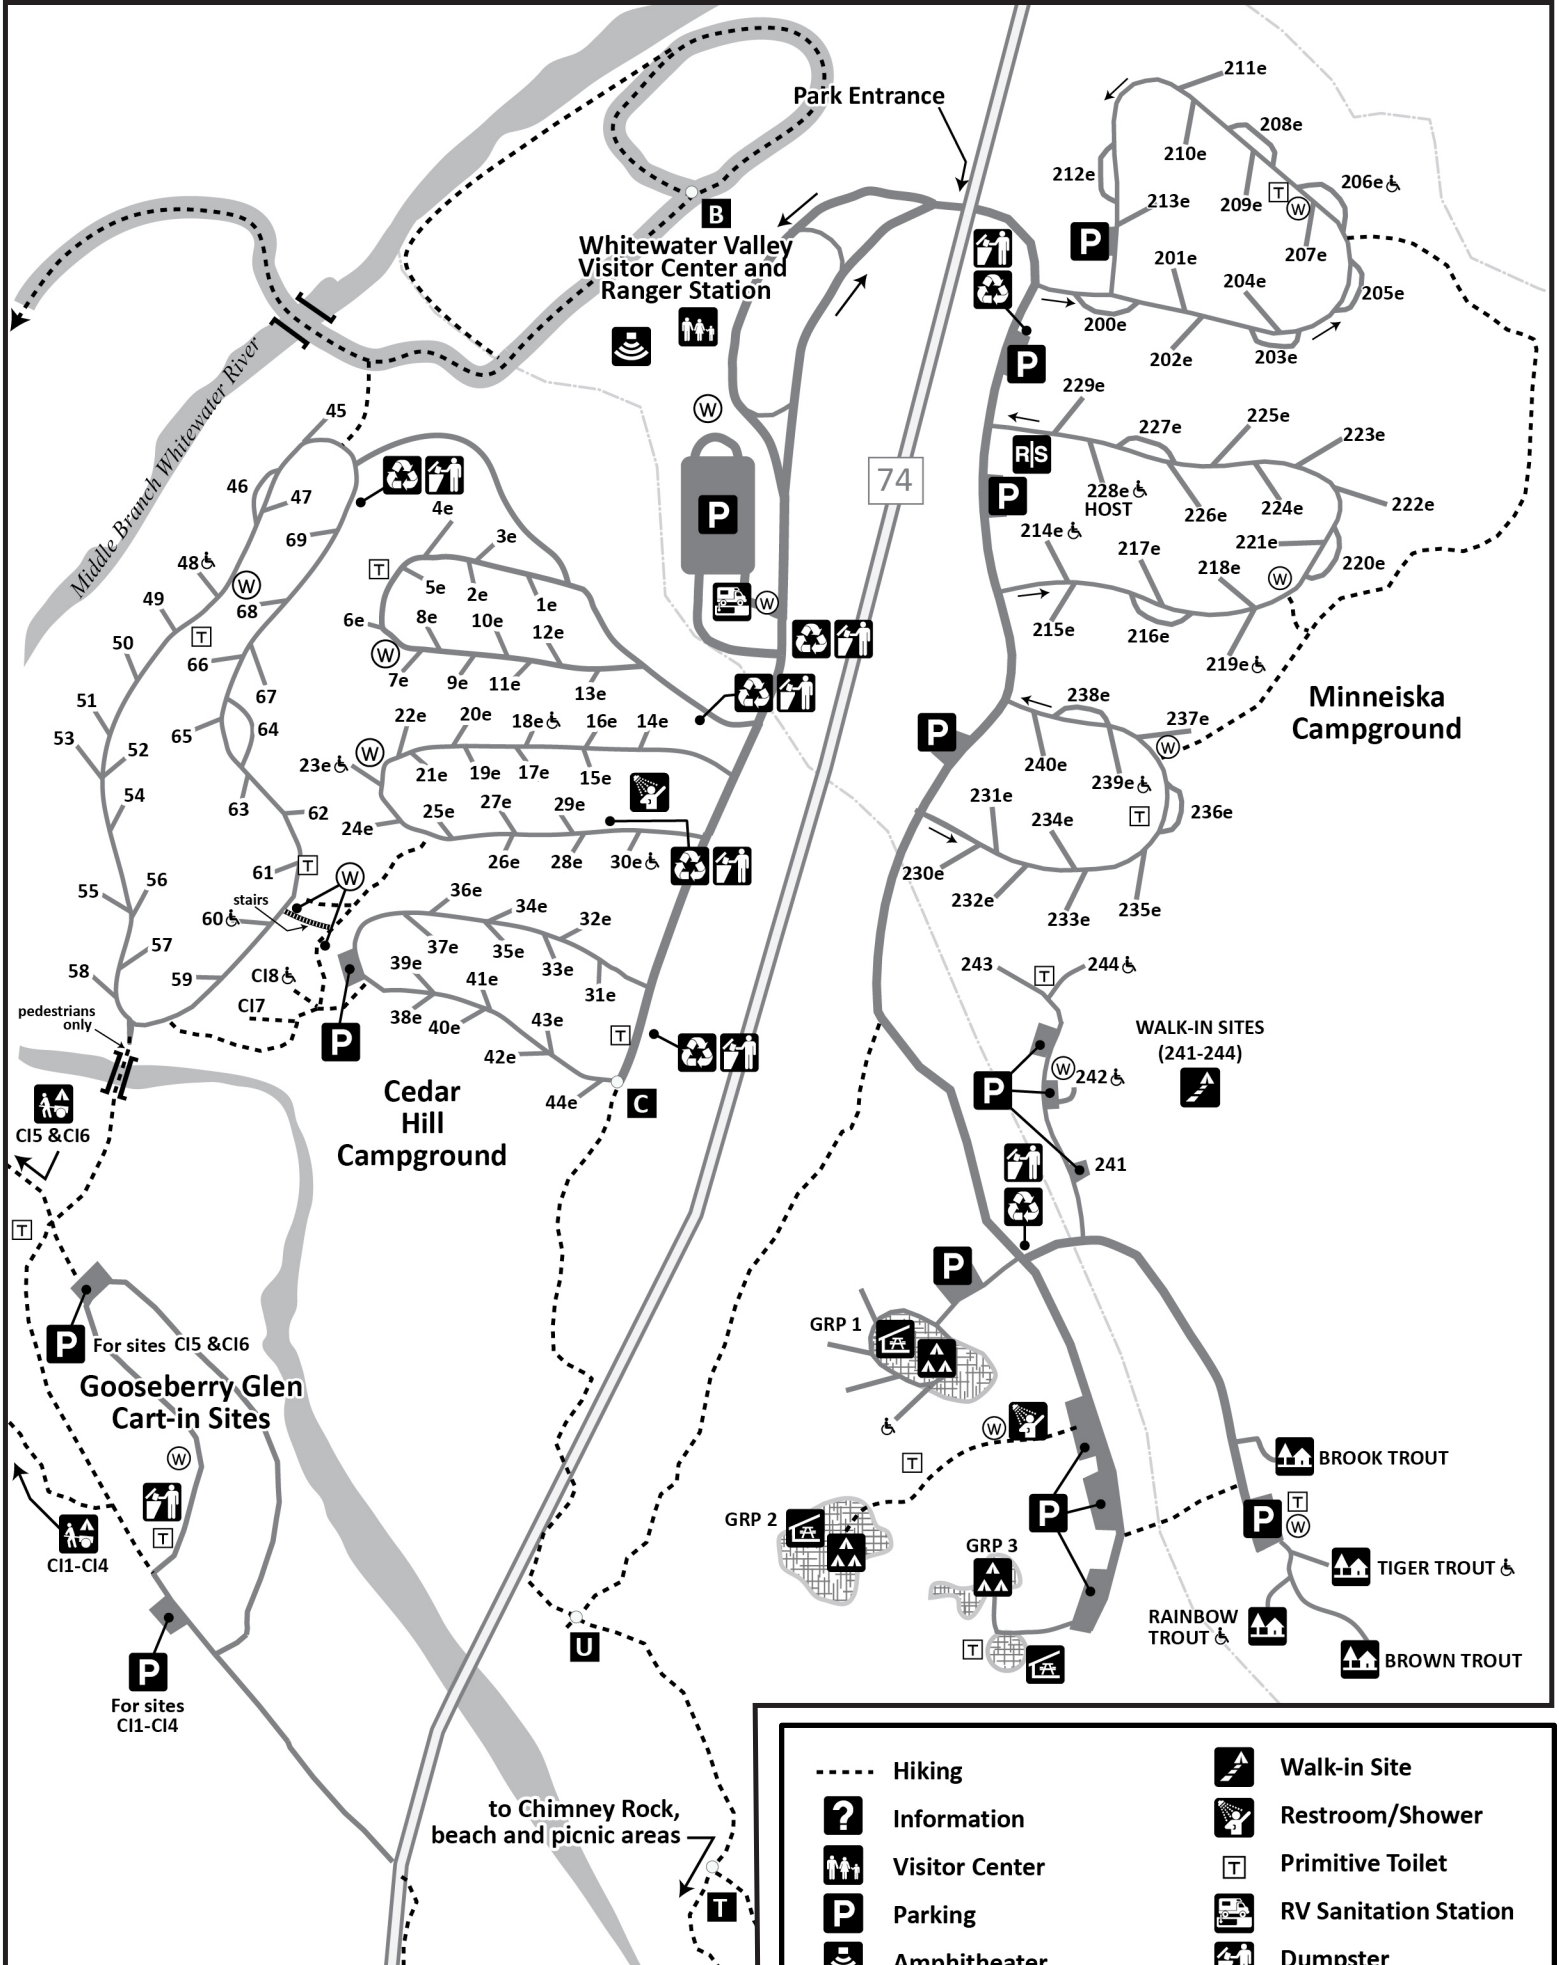 Park Entrance
211e
208e
210e
212e
206e
213e
209e
T
W
P
207e
201e
204e
205e
200e
202e
203e
B
Whitewater Valley
Visitor Center and
Ranger Station
P
W
Middle Branch Whitewater River
229e
227e
225e
223e
R|S
P
228e
HOST
226e
224e
222e
214e
217e
221e
218e
W
220e
215e
216e
219e
74
P
W
45
46
47
69
48
W
49
68
T
50
66
67
51
65
64
53
52
54
63
62
61
T
W
55
56
stairs
60
57
58
59
pedestrians
only
4e
3e
T
5e
2e
1e
6e
8e
10e
12e
W
7e
9e
11e
13e
22e
20e
18e
16e
14e
W
23e
21e
19e
17e
15e
27e
29e
25e
24e
26e
28e
30e
36e
34e
32e
37e
35e
39e
33e
41e
31e
CI8
CI7
38e
40e
43e
T
P
42e
44e
C
Cedar
Hill
Campground
Minneiska
Campground
P
238e
237e
W
240e
239e
231e
T
236e
234e
230e
232e
233e
235e
243
T
244
WALK-IN SITES
(241-244)
W
242
P
241
CI5 &CI6
T
P
For sites CI5 &CI6
Gooseberry Glen
Cart-in Sites
W
T
CI1-CI4
P
For sites
CI1-CI4
P
GRP 1
W
T
GRP 2
P
GRP 3
T
BROOK TROUT
P
T
W
TIGER TROUT
RAINBOW
TROUT
BROWN TROUT
U
to Chimney Rock,
beach and picnic areas
T
Hiking
? Information
Visitor Center
P Parking
Amphitheater
Walk-in Site
Restroom/Shower
T Primitive Toilet
RV Sanitation Station
Dumpster